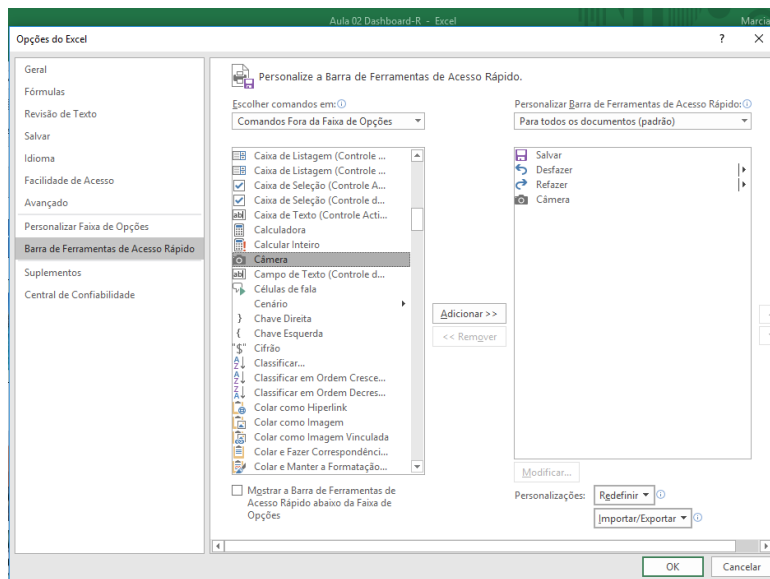 Aula 02 Dashboard-R - Excel
Marcia
Opções do Excel
? 
Geral
Fórmulas
Revisão de Texto
Salvar
Idioma
Facilidade de Acesso
Avançado
Personalizar Faixa de Opções
Barra de Ferramentas de Acesso Rápido
Suplementos
Central de Confiabilidade
Personalize a Barra de Ferramentas de Acesso Rápido.
Escolher comandos em:
Comandos Fora da Faixa de Opções
Caixa de Listagem (Controle ...
Caixa de Listagem (Controle ...
Caixa de Seleção (Controle A...
Caixa de Seleção (Controle d...
Caixa de Texto (Controle Acti...
Calculadora
Calcular Inteiro
Câmera
Campo de Texto (Controle d...
Células de fala
Cenário
} Chave Direita
{ Chave Esquerda
"$" Cifrão
Classificar...
Classificar em Ordem Cresce...
Classificar em Ordem Decres...
Colar como Hiperlink
Colar como Imagem
Colar como Imagem Vinculada
Colar e Fazer Correspondênci...
Colar e Manter a Formatação...
Mostrar a Barra de Ferramentas de
Acesso Rápido abaixo da Faixa de
Opções
Adicionar >>
<< Remover
Personalizar Barra de Ferramentas de Acesso Rápido:
Para todos os documentos (padrão)
Salvar
Desfazer
Refazer
Câmera
Modificar...
Personalizações: Redefinir
Importar/Exportar
OK
Cancelar